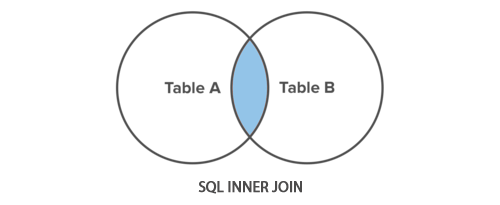 Table A
Table B
SQL INNER JOIN